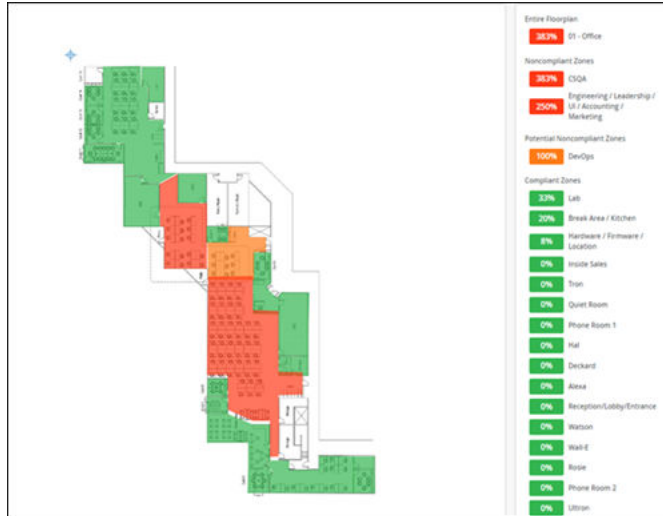 Entire Floorplan
383% 01 - Office
Noncompliant Zones
383% CSQA
250% Engineering / Leadership /
UI / Accounting /
Marketing
Potential Noncompliant Zones
100% DevOps
Compliant Zones
33% Lab
20% Break Area / Kitchen
8% Hardware / Firmware /
Location
0% Inside Sales
0% Tron
0% Quiet Room
0% Phone Room 1
0% Hal
0% Deckard
0% Alexa
0% Reception/Lobby/Entrance
0% Watson
0% Wall-E
0% Rosie
0% Phone Room 2
0% Ultron